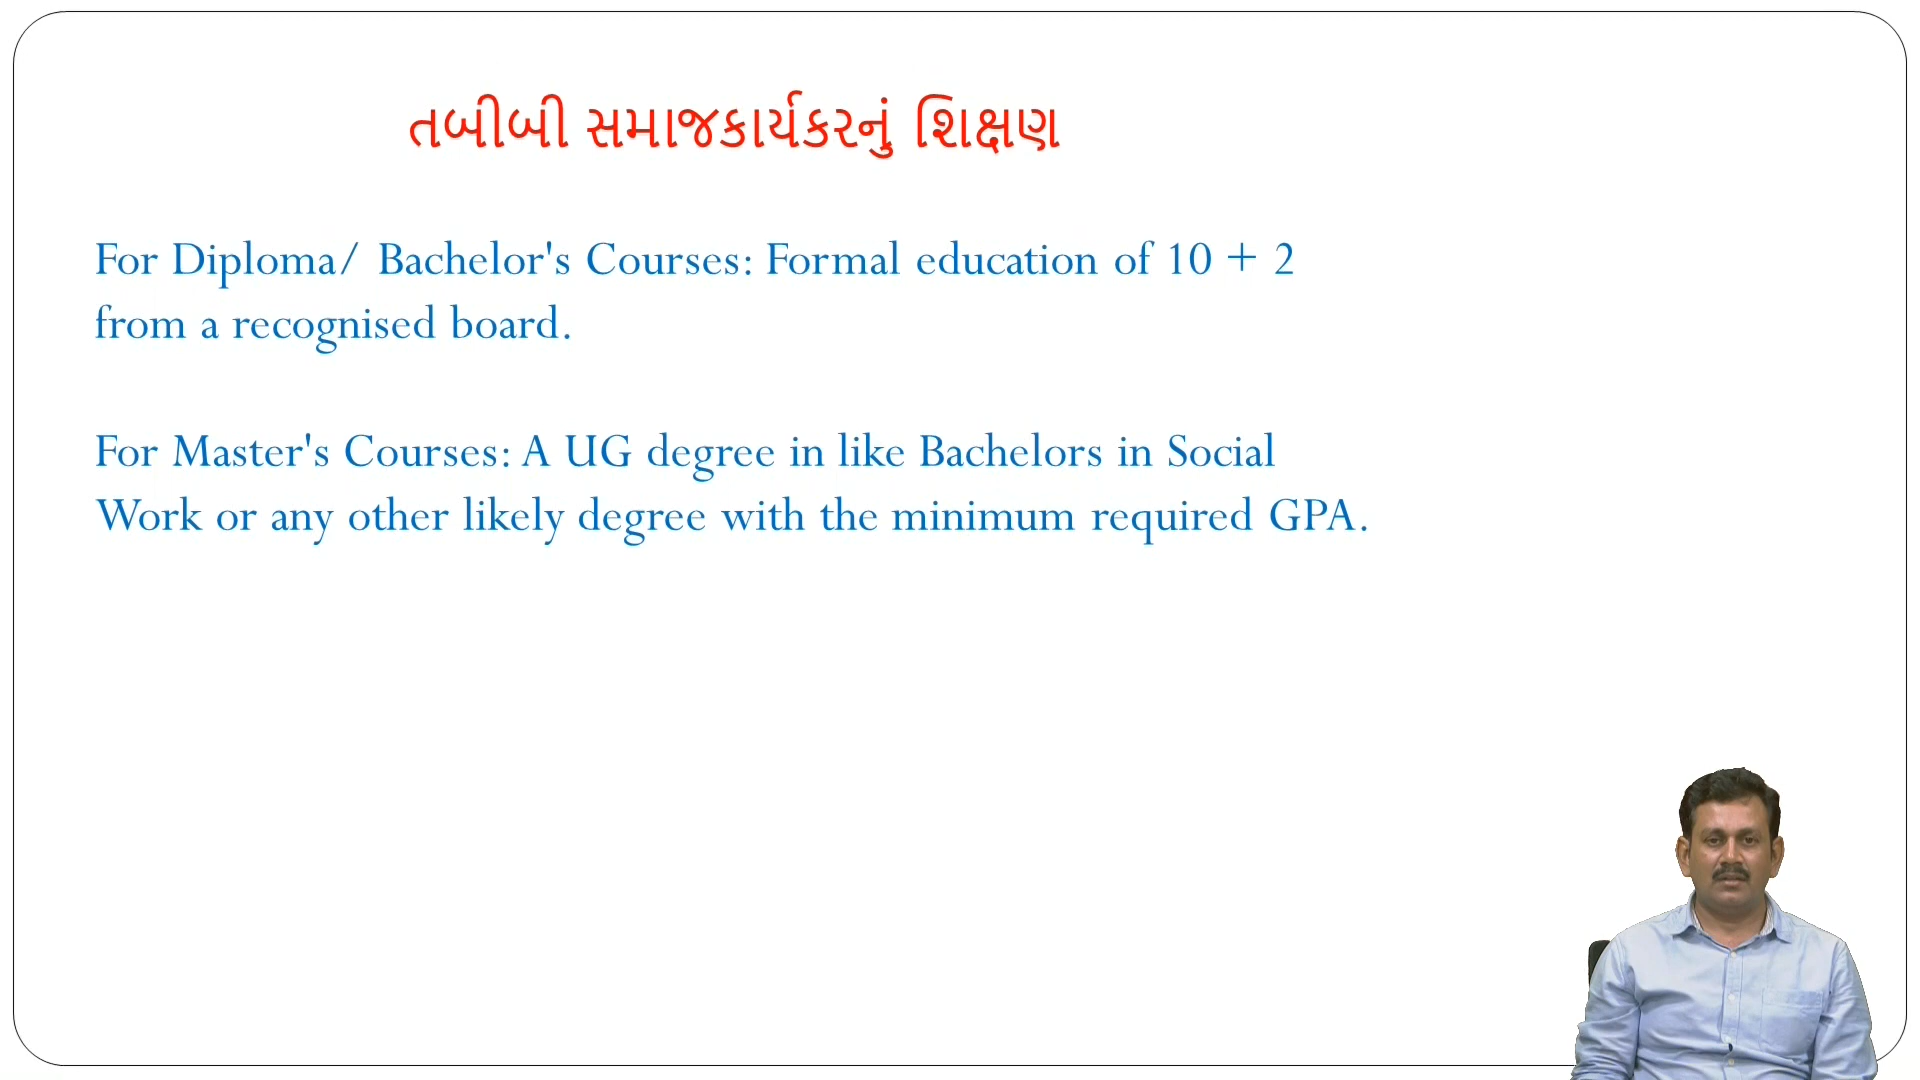 તબીબી સમાજકાર્યકરનું શિક્ષણ
For Diploma/ Bachelor's Courses: Formal education of 10 + 2
from a recognised board.
For Master's Courses: A UG degree in like Bachelors in Social
Work or any other likely degree with the minimum required GPA.